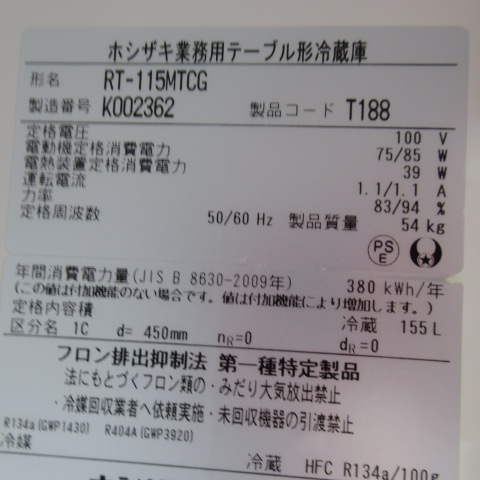 ホシザキ業務用テーブル形冷蔵庫
形名 RT-115MTCG
製造番号 K002362 製品コード T188
定格電圧 100 V
電動機定格消費電力 75/85 W
電熱装置定格消費電力 39 W
運転電流 1.1/1.1 A
力率 83/94 %
定格周波数 50/60 Hz 製品質量 54 kg
PS E
年間消費電力量(JIS B 8630-2009年) 380 kWh/年
(この値は付加機能のない場合です。値は付加機能により増加します。)
定格内容積 冷蔵 155L
区分名 1C d= 450mm nR=0 dR=0
フロン排出抑制法 第一種特定製品
法にもとづくフロン類の・みだり大気放出禁止
・冷媒回収業者へ依頼実施・未回収機器の引渡禁止
R134a(GWP1430) R404A(GWP3920)
冷媒
冷蔵 HFC R134a/100g